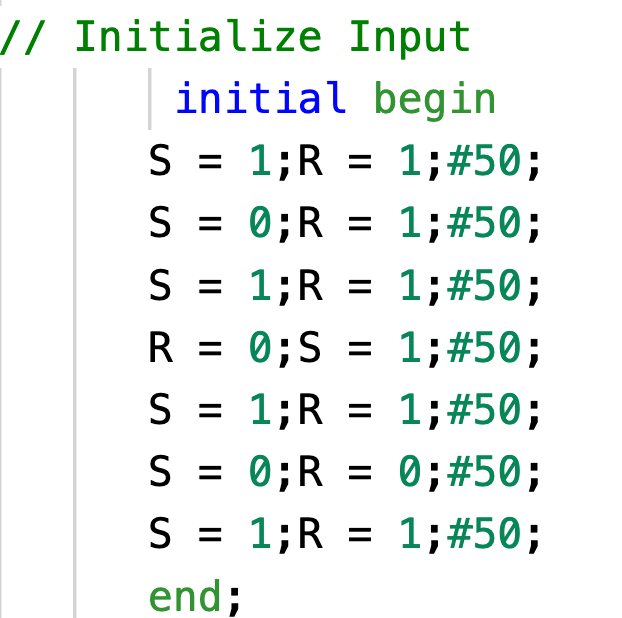 // Initialize Input
initial begin
S = 1;R = 1;#50;
S = 0;R = 1;#50;
S = 1;R = 1;#50;
R = 0;S = 1;#50;
S = 1;R = 1;#50;
S = 0;R = 0;#50;
S = 1;R = 1;#50;
end;